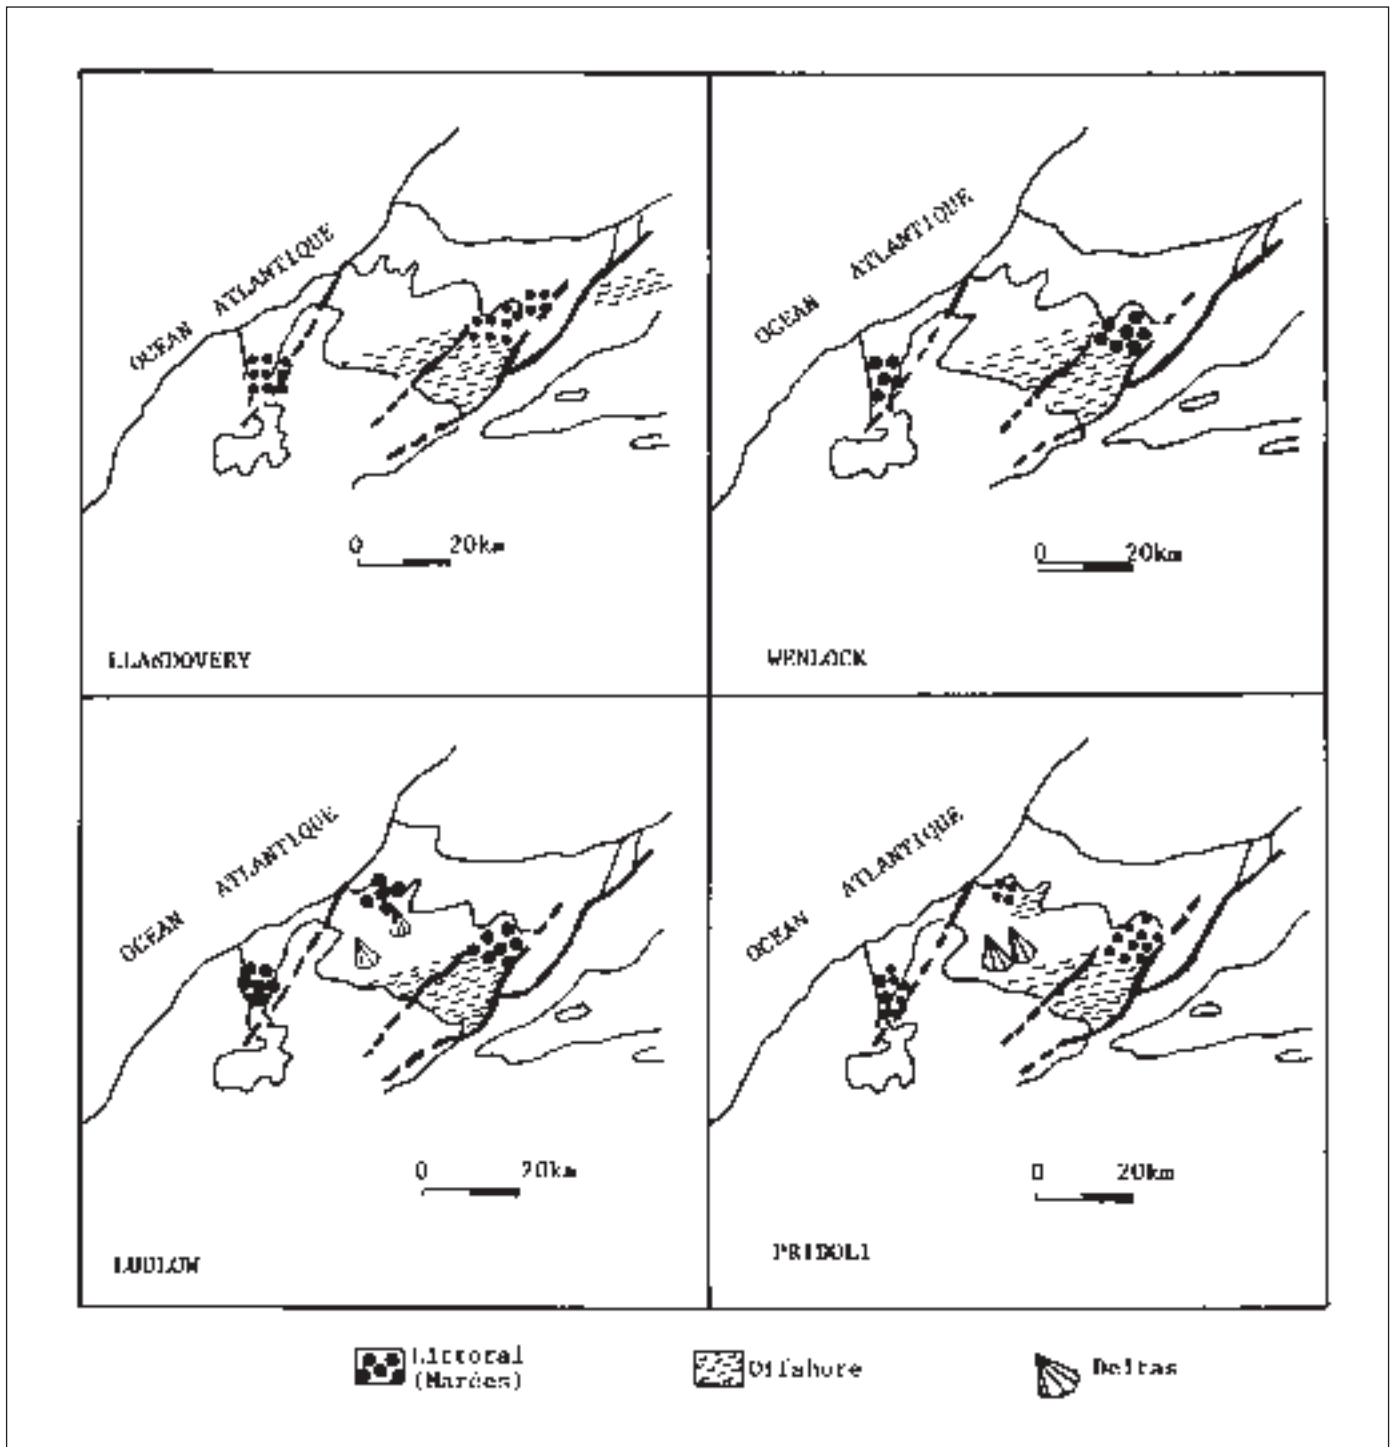 OCEAN ATLANTIQUE
0 20km
LLANDOVERY
OCEAN ATLANTIQUE
0 20km
WENLOCK
OCEAN ATLANTIQUE
0 20km
LUDLOW
OCEAN ATLANTIQUE
0 20km
PRIDOLI
Littoral
(Marées)
Offshore
Deltas